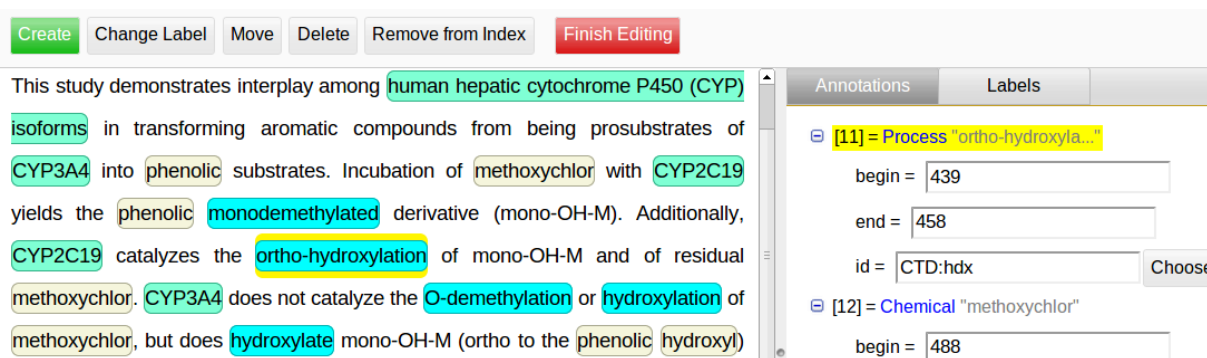 Create Change Label Move Delete Remove from Index Finish Editing
This study demonstrates interplay among human hepatic cytochrome P450 (CYP)
isoforms in transforming aromatic compounds from being prosubstrates of
CYP3A4 into phenolic substrates. Incubation of methoxychlor with CYP2C19
yields the phenolic monodemethylated derivative (mono-OH-M). Additionally,
CYP2C19 catalyzes the ortho-hydroxylation of mono-OH-M and of residual
methoxychlor. CYP3A4 does not catalyze the O-demethylation or hydroxylation of
methoxychlor, but does hydroxylate mono-OH-M (ortho to the phenolic hydroxyl)
Annotations Labels
[11] = Process "ortho-hydroxyla..."
begin = 439
end = 458
id = CTD:hdx Choose
[12] = Chemical "methoxychlor"
begin = 488